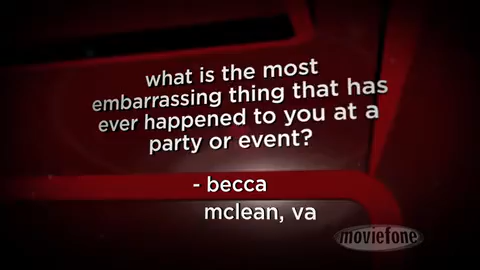 what is the most
embarrassing thing that has
ever happened to you at a
party or event?
- becca
mclean, va
moviefone